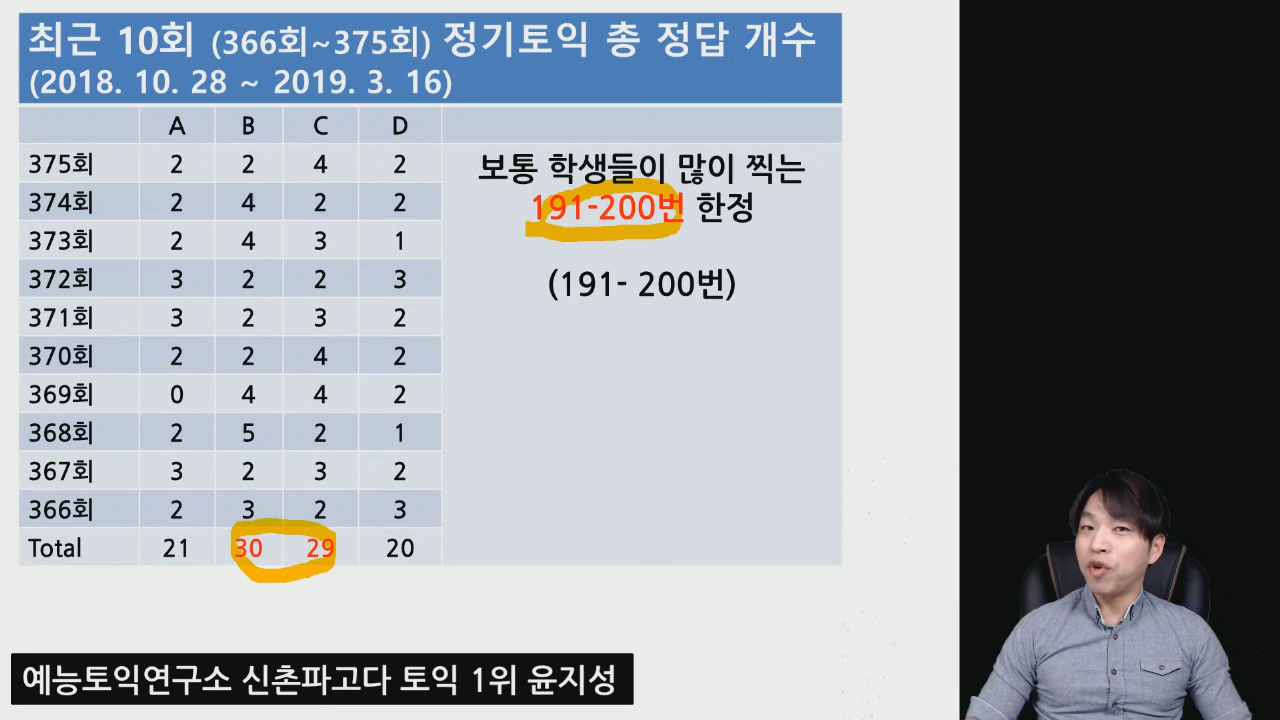 최근 10회 (366회~375회) 정기토익 총 정답 개수
(2018. 10. 28 ~ 2019. 3. 16)
A B C D
375회 2 2 4 2
374회 2 4 2 2
373회 2 4 3 1
372회 3 2 2 3
371회 3 2 3 2
370회 2 2 4 2
369회 0 4 4 2
368회 2 5 2 1
367회 3 2 3 2
366회 2 3 2 3
Total 21 30 29 20
보통 학생들이 많이 찍는
191-200번 한정
(191- 200번)
예능토익연구소 신촌파고다 토익 1위 윤지성